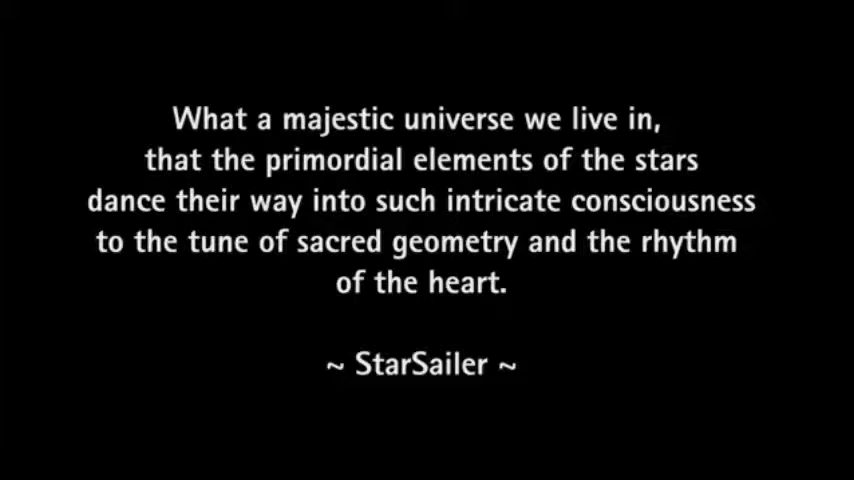 What a majestic universe we live in,
that the primordial elements of the stars
dance their way into such intricate consciousness
to the tune of sacred geometry and the rhythm
of the heart.
~ StarSailer ~